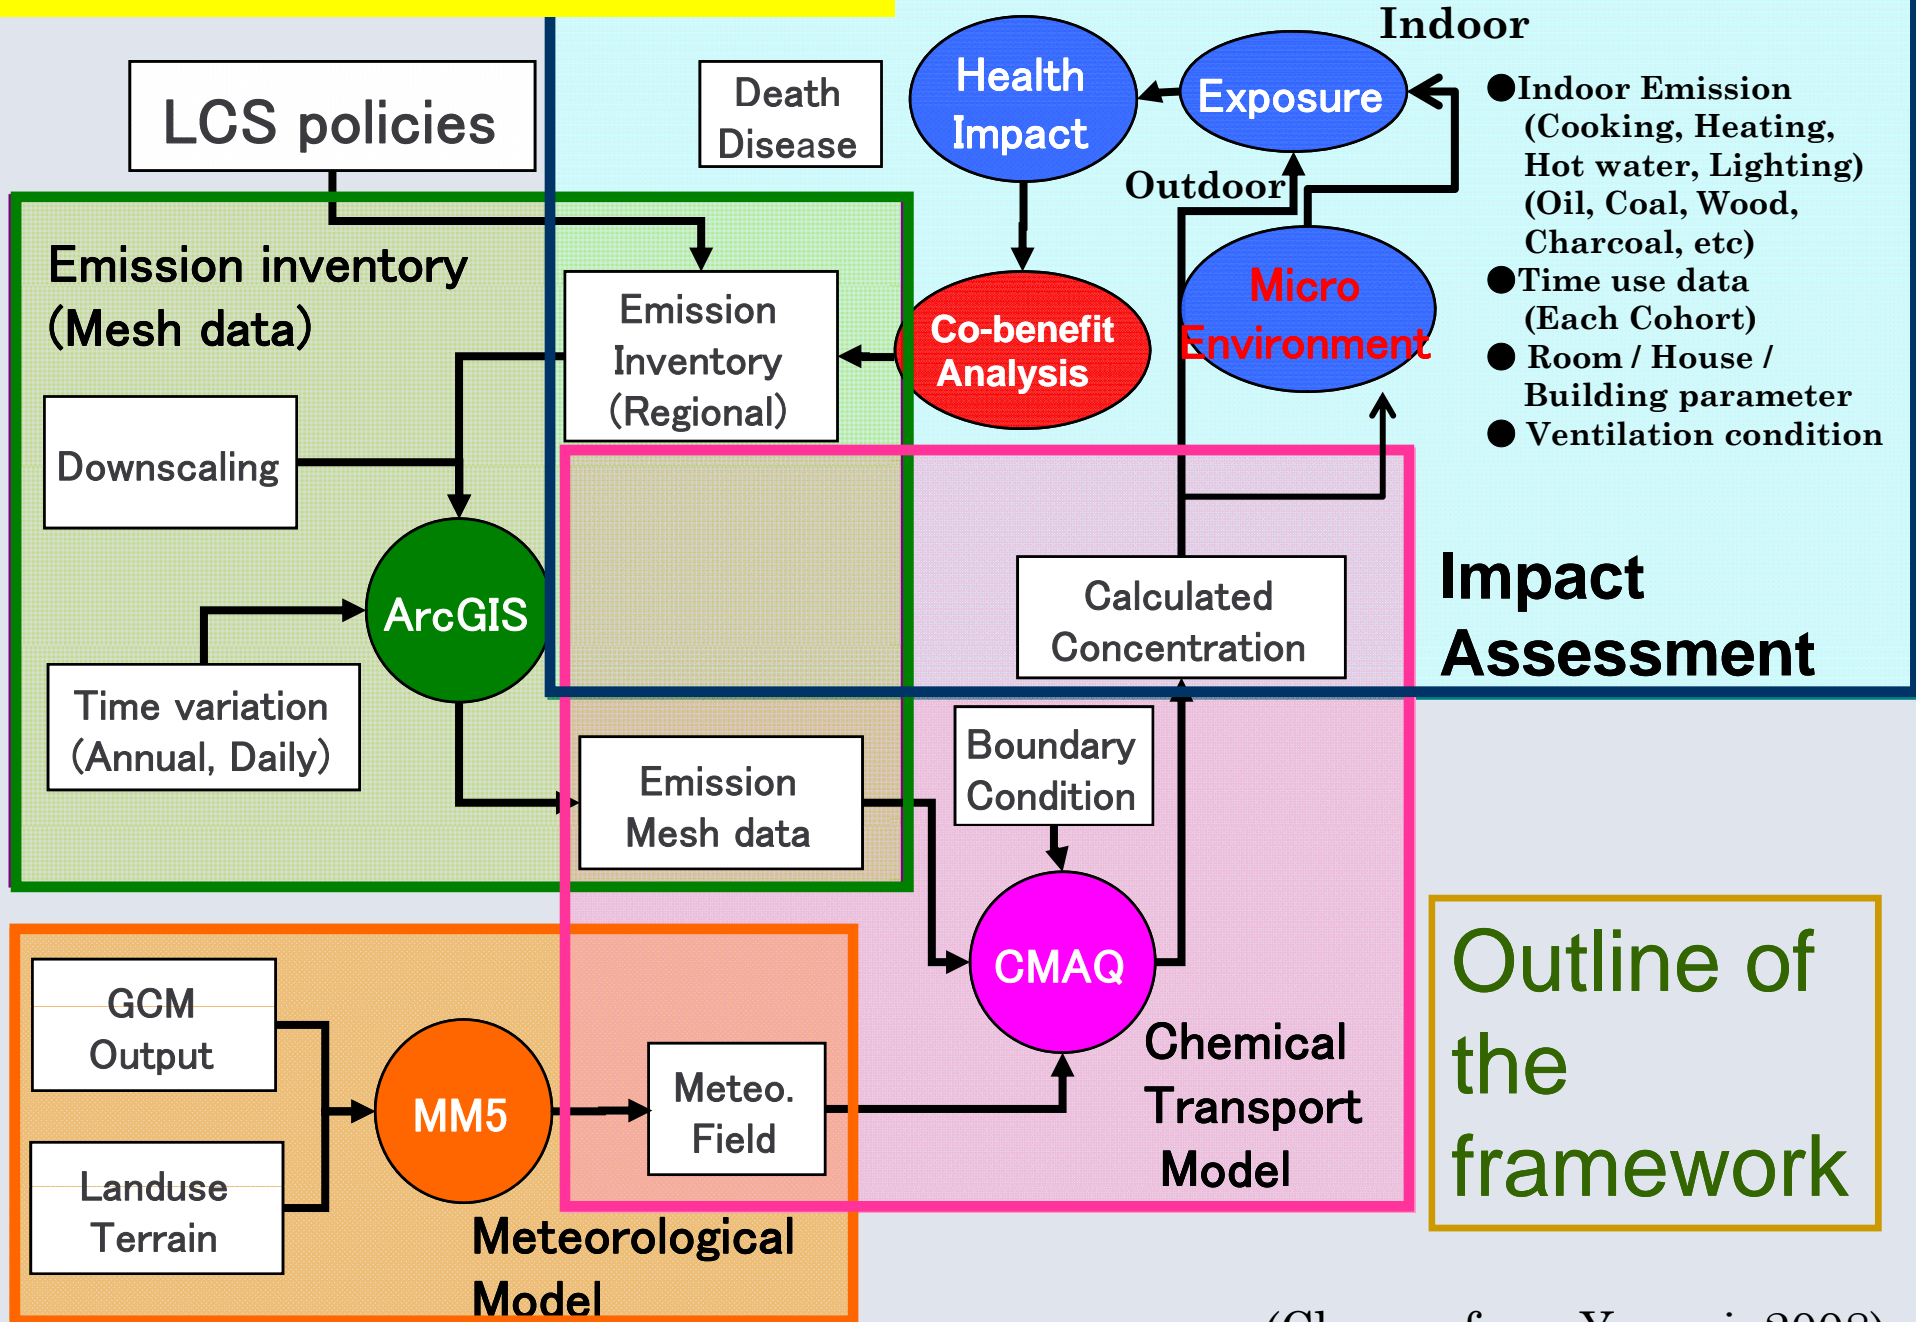 Indoor
LCS policies
Death
Disease
Health
Impact
Exposure
Outdoor
●Indoor Emission
(Cooking, Heating,
Hot water, Lighting)
(Oil, Coal, Wood,
Charcoal, etc)
●Time use data
(Each Cohort)
● Room / House /
Building parameter
● Ventilation condition
Emission inventory
(Mesh data)
Emission
Inventory
(Regional)
Co-benefit
Analysis
Micro
Environment
Downscaling
ArcGIS
Time variation
(Annual, Daily)
Calculated
Concentration
Impact
Assessment
Emission
Mesh data
Boundary
Condition
CMAQ
Chemical
Transport
Model
GCM
Output
Landuse
Terrain
MM5
Meteo.
Field
Meteorological
Model
Outline of
the
framework
2008)